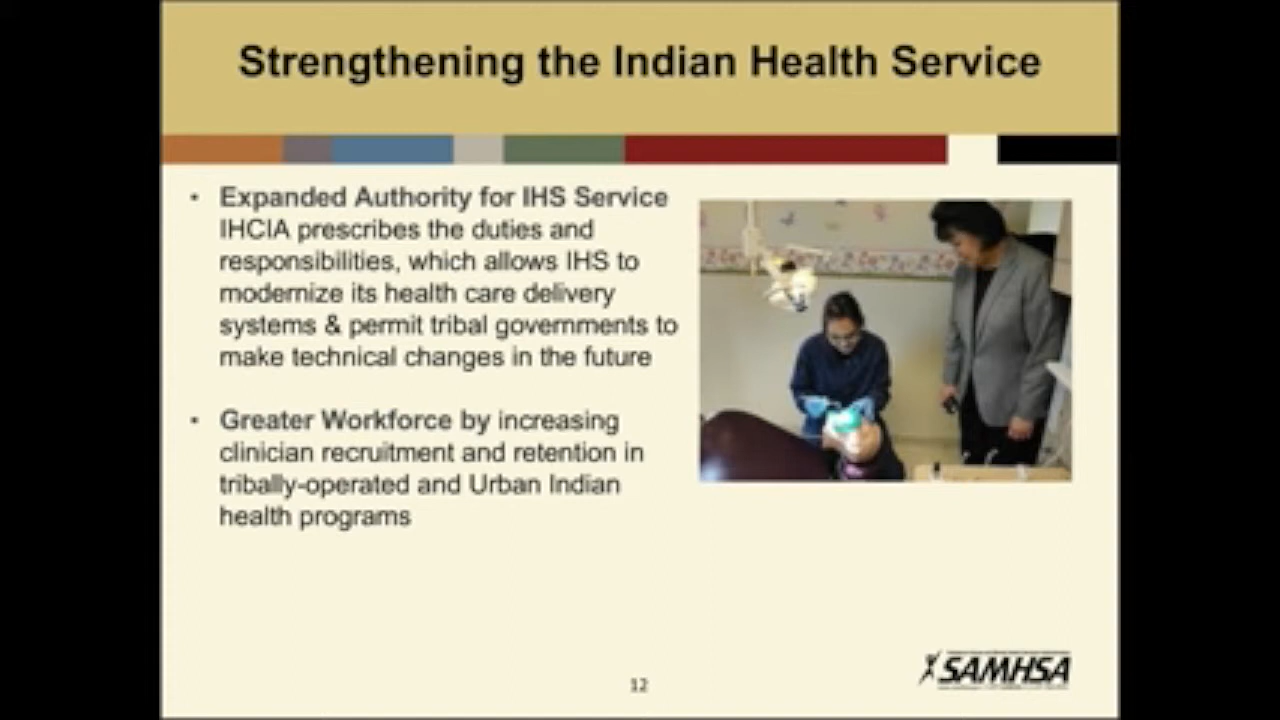 Strengthening the Indian Health Service
• Expanded Authority for IHS Service
IHCIA prescribes the duties and
responsibilities, which allows IHS to
modernize its health care delivery
systems & permit tribal governments to
make technical changes in the future
• Greater Workforce by increasing
clinician recruitment and retention in
tribally-operated and Urban Indian
health programs
12
SAMHSA